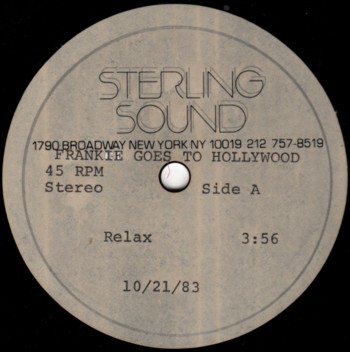 STERLING
SOUND
1790 BROADWAY NEW YORK NY 10019 212 757-8519
FRANKIE GOES TO HOLLYWOOD
45 RPM
Stereo Side A
Relax 3:56
10/21/83